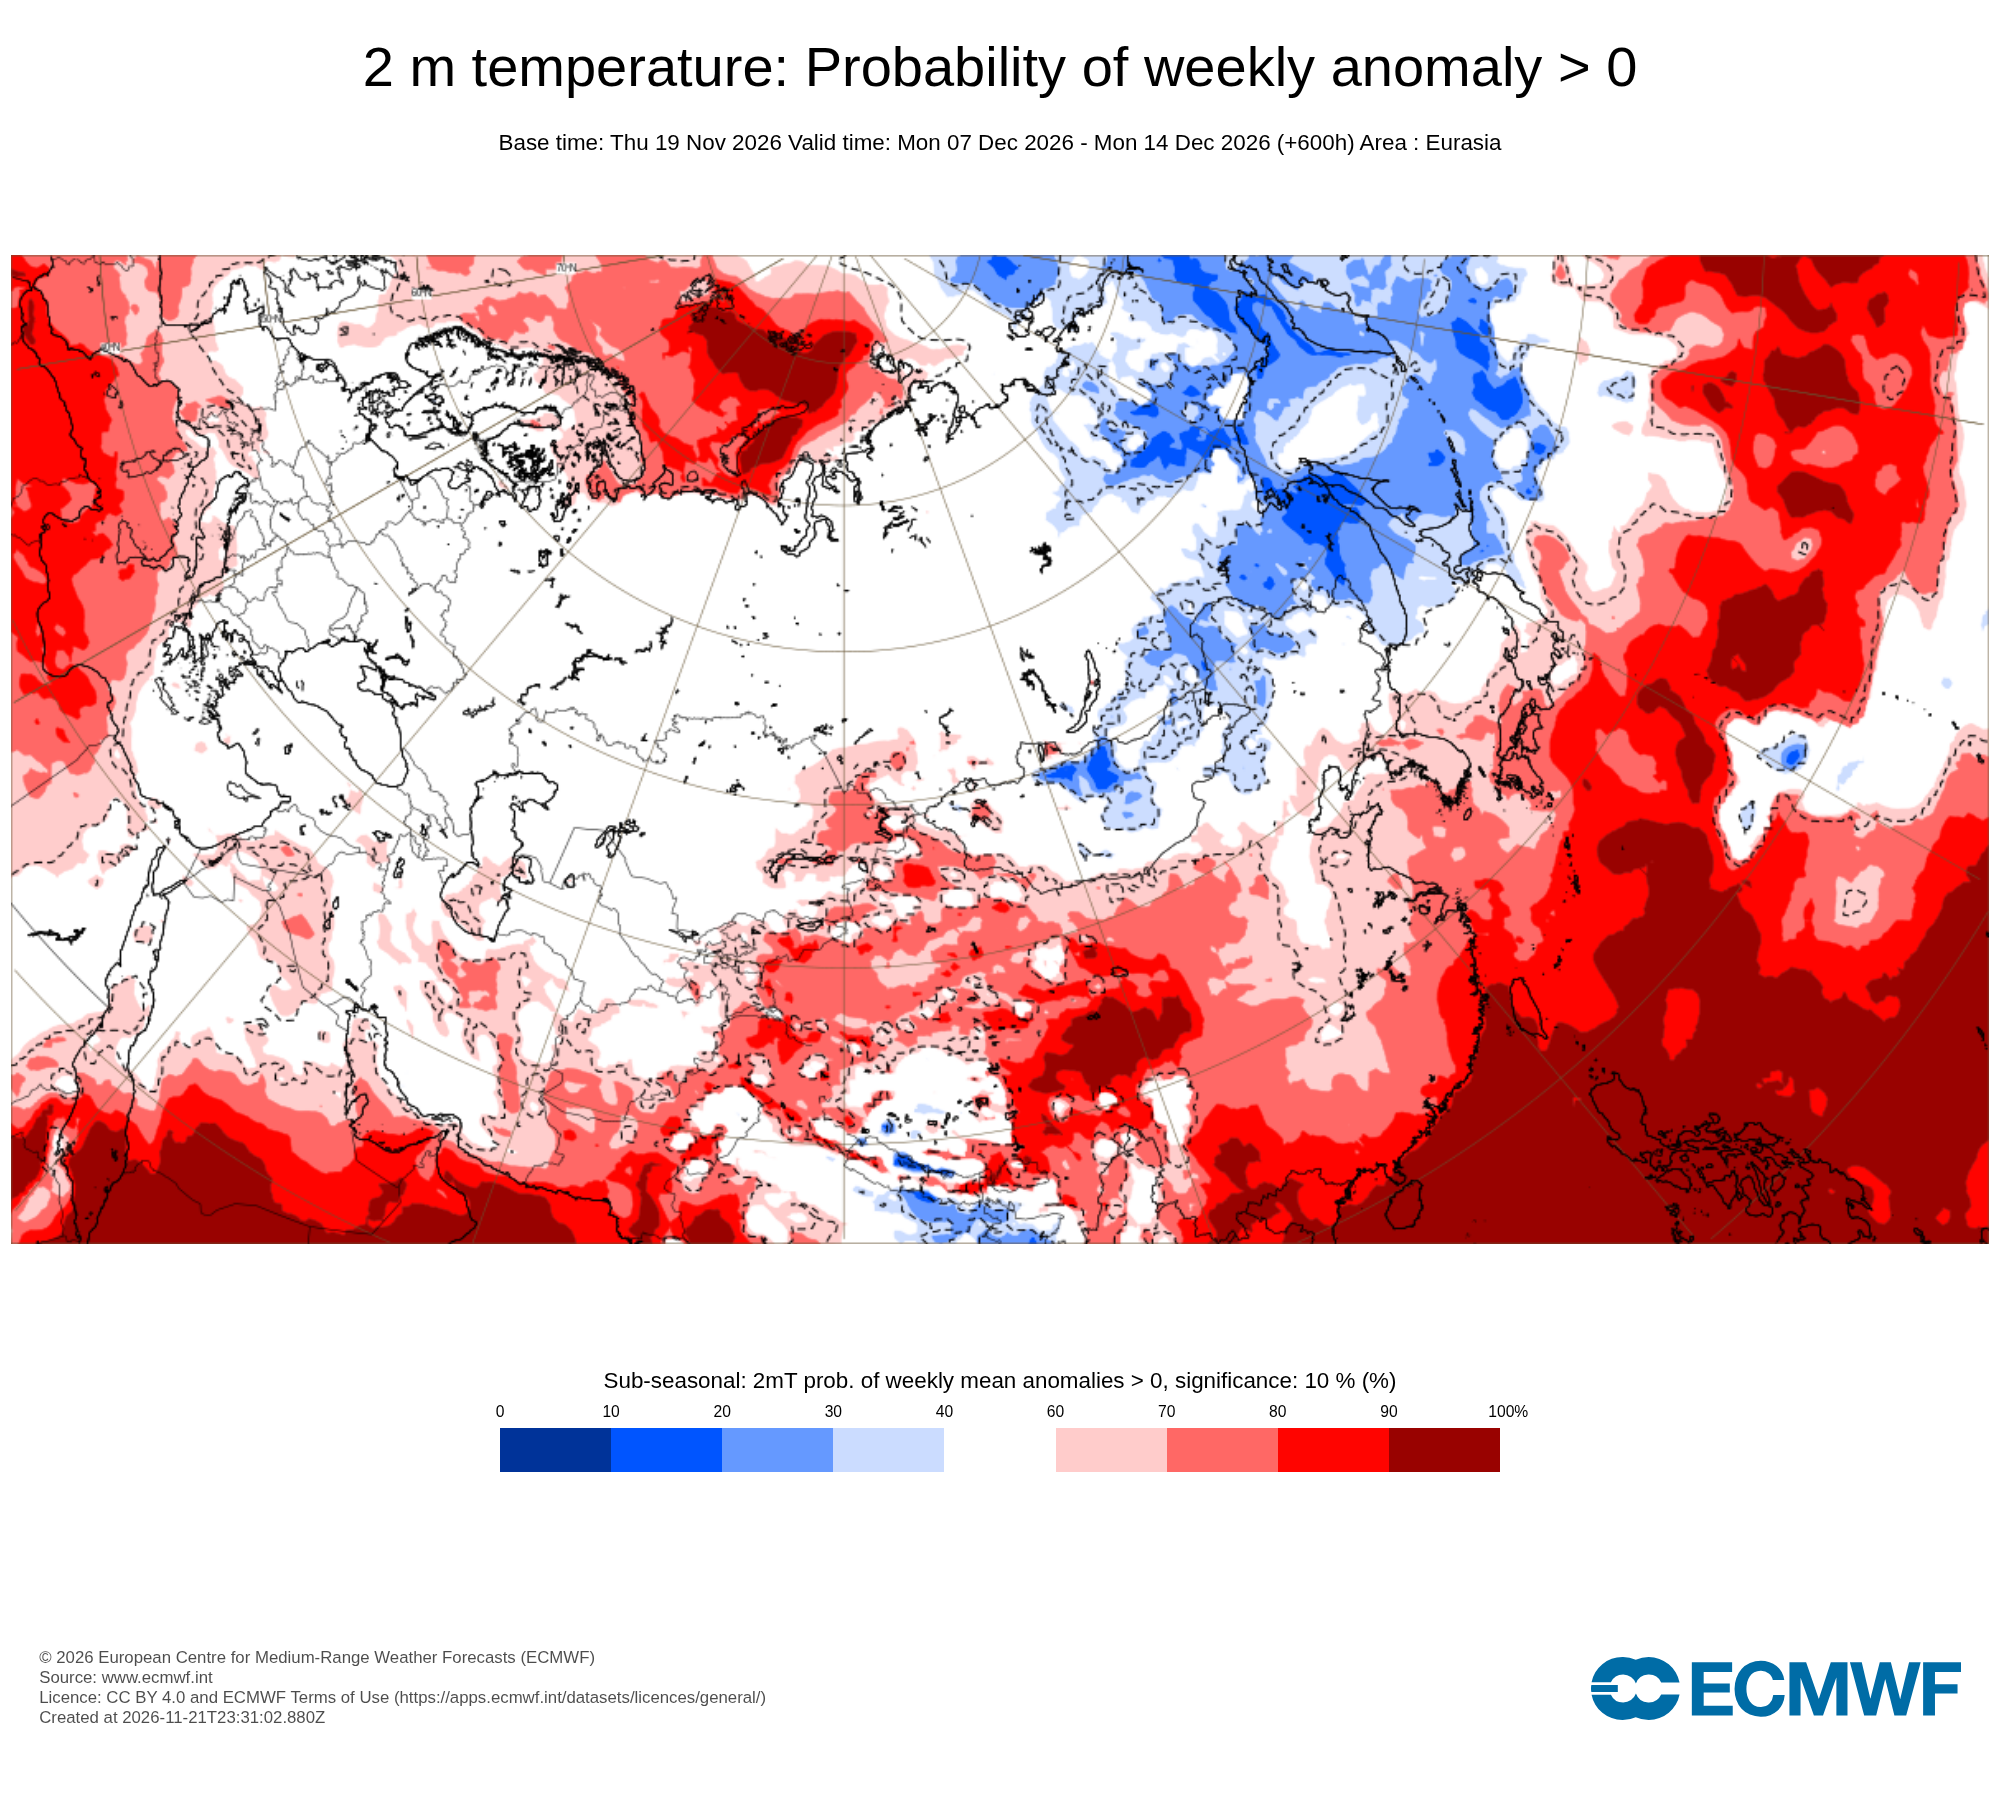 2 m temperature: Probability of weekly anomaly > 0
Base time: Thu 19 Nov 2026 Valid time: Mon 07 Dec 2026 - Mon 14 Dec 2026 (+600h) Area : Eurasia
70°N
60°N
50°N
40°N
Sub-seasonal: 2mT prob. of weekly mean anomalies > 0, significance: 10 % (%)
0 10 20 30 40 60 70 80 90 100%
© 2026 European Centre for Medium-Range Weather Forecasts (ECMWF)
Source: www.ecmwf.int
Licence: CC BY 4.0 and ECMWF Terms of Use (https://apps.ecmwf.int/datasets/licences/general/)
Created at 2026-11-21T23:31:02.880Z
ECMWF